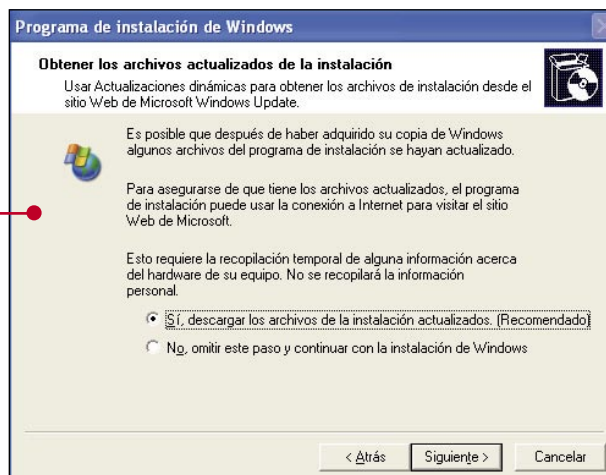 Programa de instalación de Windows
Obtener los archivos actualizados de la instalación
Usar Actualizaciones dinámicas para obtener los archivos de instalación desde el
sitio Web de Microsoft Windows Update.
Es posible que después de haber adquirido su copia de Windows
algunos archivos del programa de instalación se hayan actualizado.
Para asegurarse de que tiene los archivos actualizados, el programa
de instalación puede usar la conexión a Internet para visitar el sitio
Web de Microsoft.
Esto requiere la recopilación temporal de alguna información acerca
del hardware de su equipo. No se recopilará la información
personal.
Sí, descargar los archivos de la instalación actualizados. (Recomendado)
No, omitir este paso y continuar con la instalación de Windows
< Atrás Siguiente > Cancelar